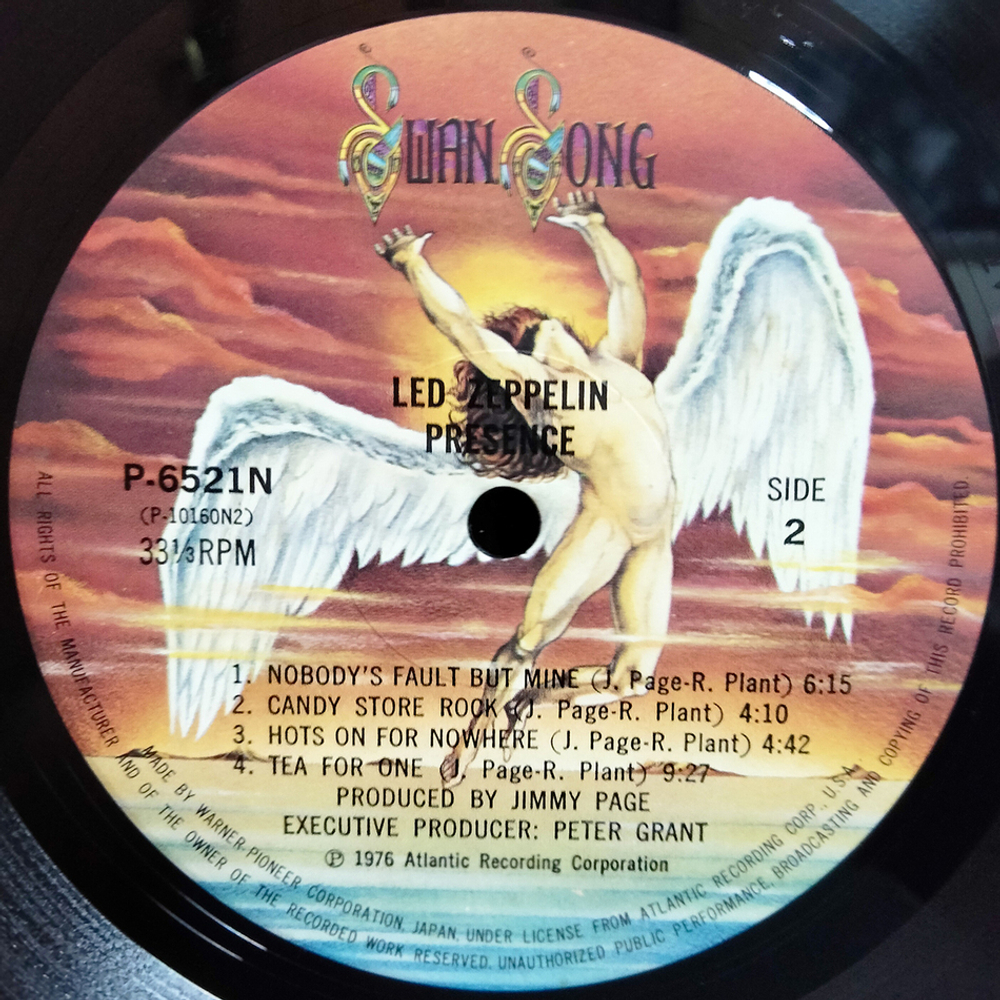 SWAN SONG
LED ZEPPELIN
PRESENCE
P-6521N
(P-10160N2)
33⅓RPM
SIDE
2
1. NOBODY'S FAULT BUT MINE (J. Page-R. Plant) 6:15
2. CANDY STORE ROCK (J. Page-R. Plant) 4:10
3. HOTS ON FOR NOWHERE (J. Page-R. Plant) 4:42
4. TEA FOR ONE (J. Page-R. Plant) 9:27
PRODUCED BY JIMMY PAGE
EXECUTIVE PRODUCER: PETER GRANT
℗ 1976 Atlantic Recording Corporation
MADE BY WARNER-PIONEER CORPORATION, JAPAN, UNDER LICENSE FROM ATLANTIC RECORDING CORP., U.S.A.
ALL RIGHTS OF THE MANUFACTURER AND OF THE OWNER OF THE RECORDED WORK RESERVED. UNAUTHORIZED PUBLIC PERFORMANCE, BROADCASTING AND COPYING OF THIS RECORD PROHIBITED.